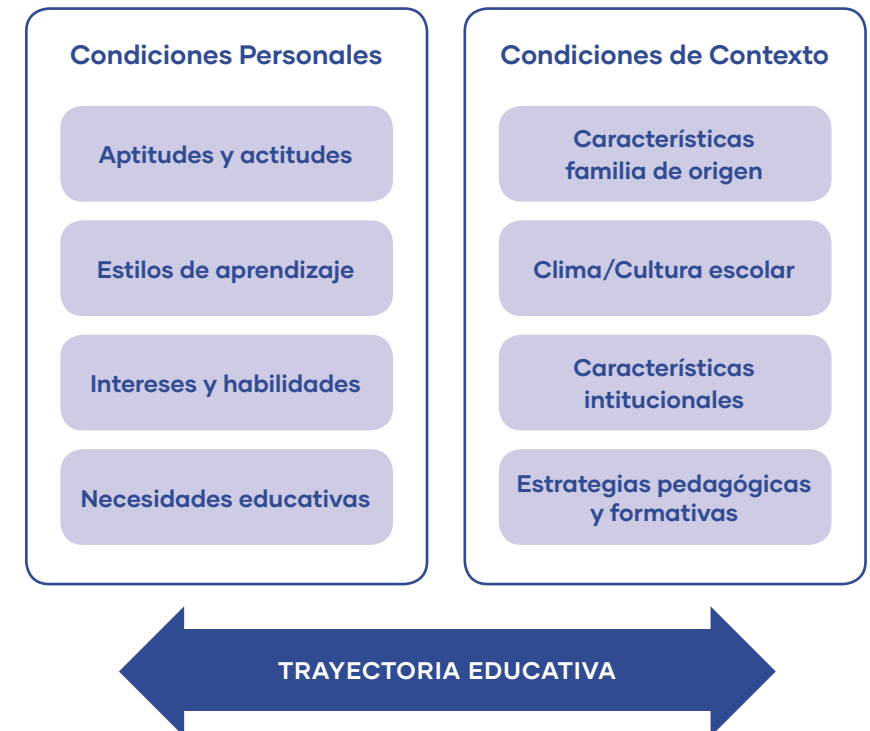 Condiciones Personales
Aptitudes y actitudes
Estilos de aprendizaje
Intereses y habilidades
Necesidades educativas
Condiciones de Contexto
Características
familia de origen
Clima/Cultura escolar
Características
intitucionales
Estrategias pedagógicas
y formativas
TRAYECTORIA EDUCATIVA